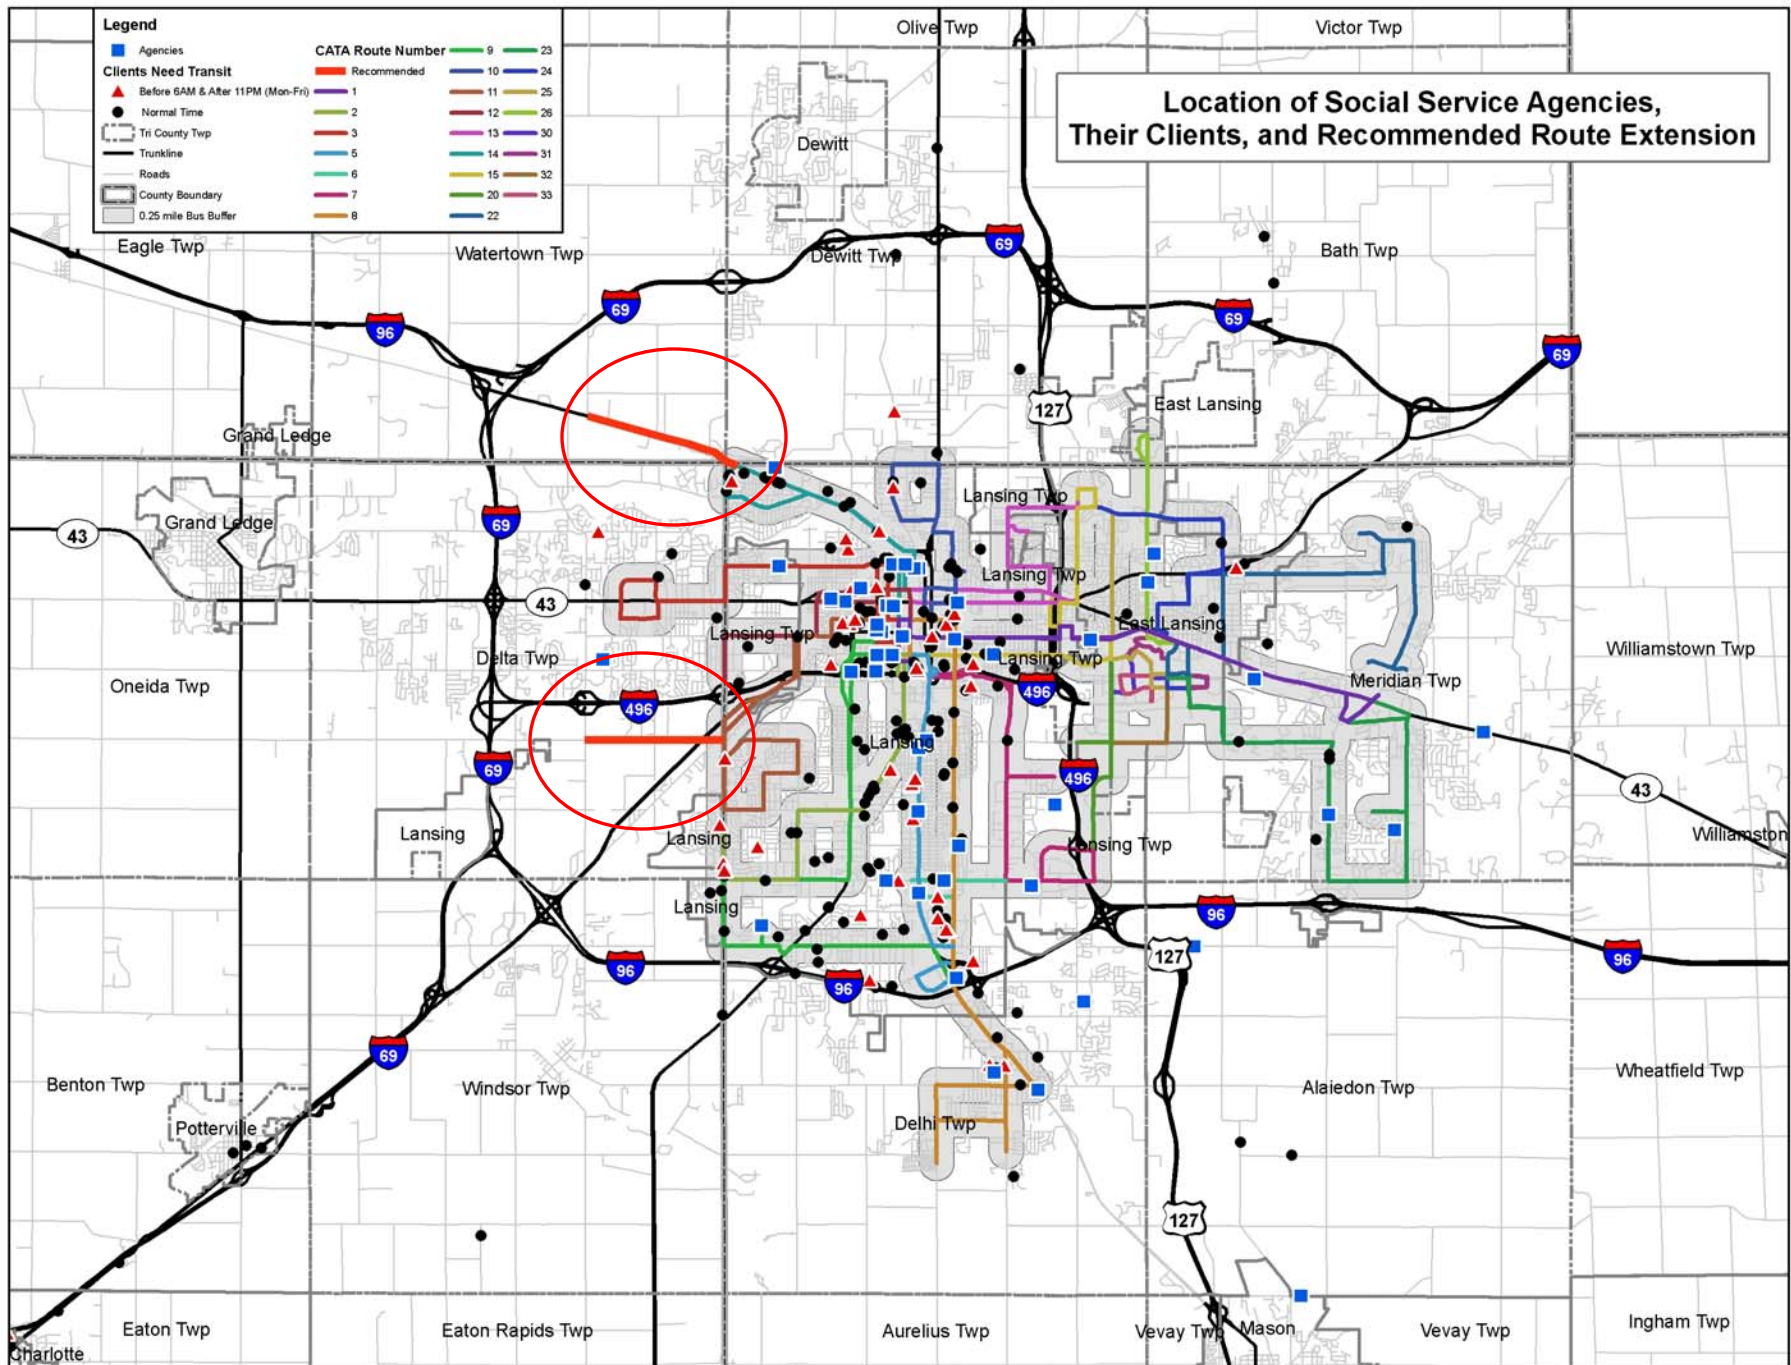 Legend
Agencies
Clients Need Transit
Before 6AM & After 11PM (Mon-Fri)
Normal Time
Tri County Twp
Trunkline
Roads
County Boundary
0.25 mile Bus Buffer
CATA Route Number
Recommended
1
2
3
5
6
7
8
9
10
11
12
13
14
15
20
22
23
24
25
26
30
31
32
33
Location of Social Service Agencies,
Their Clients, and Recommended Route Extension
Olive Twp
Victor Twp
Dewitt
Eagle Twp
Watertown Twp
Dewitt Twp
69
Bath Twp
69
96
69
69
127
East Lansing
Grand Ledge
Lansing Twp
Grand Ledge
69
43
Lansing Twp
43
Lansing Twp
East Lansing
Delta Twp
Lansing Twp
Williamstown Twp
Oneida Twp
Meridian Twp
496
496
Lansing
69
496
43
Lansing
Lansing
Lansing Twp
Williamston
Lansing
96
96
127
96
96
69
Benton Twp
Windsor Twp
Alaiedon Twp
Wheatfield Twp
Potterville
Delhi Twp
127
Eaton Twp
Eaton Rapids Twp
Aurelius Twp
Vevay Twp
Mason
Vevay Twp
Ingham Twp
Charlotte